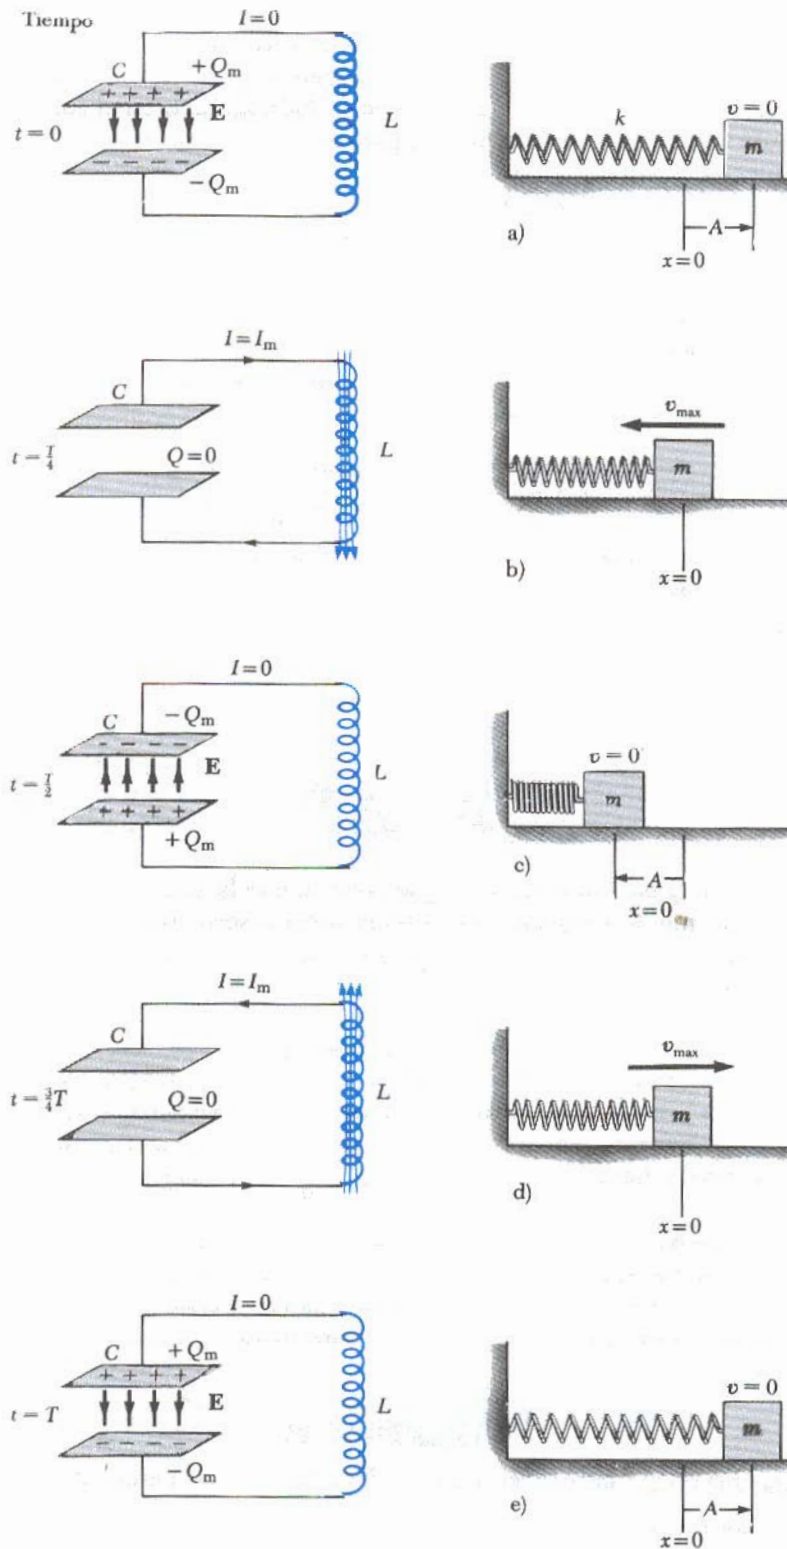 Tiempo
I=0
C
+Q_m
t=0
E
L
−Q_m
+ + + +
− − − −
k
v=0
m
a)
A
x=0
I=I_m
C
t=T/4
Q=0
L
v_max
m
b)
x=0
I=0
C
−Q_m
- - - -
t=T/2
E
L
+ + + +
+Q_m
v=0
m
c)
A
x=0
I=I_m
C
t=3/4T
Q=0
L
v_max
m
d)
x=0
I=0
C
+Q_m
+ + + +
t=T
E
L
− − − −
−Q_m
v=0
m
e)
A
x=0